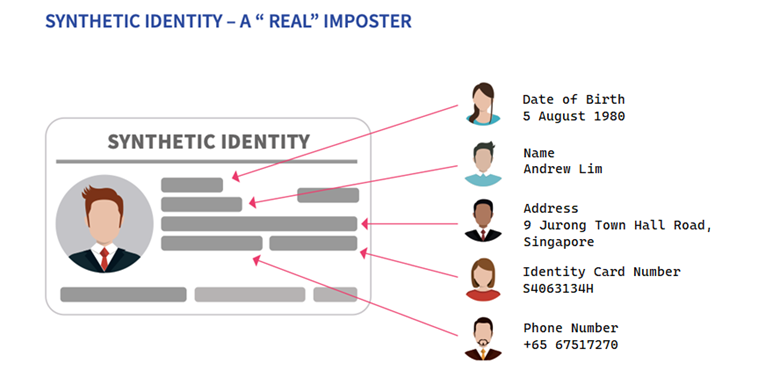 SYNTHETIC IDENTITY – A “ REAL” IMPOSTER
SYNTHETIC IDENTITY
Date of Birth
5 August 1980
Name
Andrew Lim
Address
9 Jurong Town Hall Road,
Singapore
Identity Card Number
S4063134H
Phone Number
+65 67517270